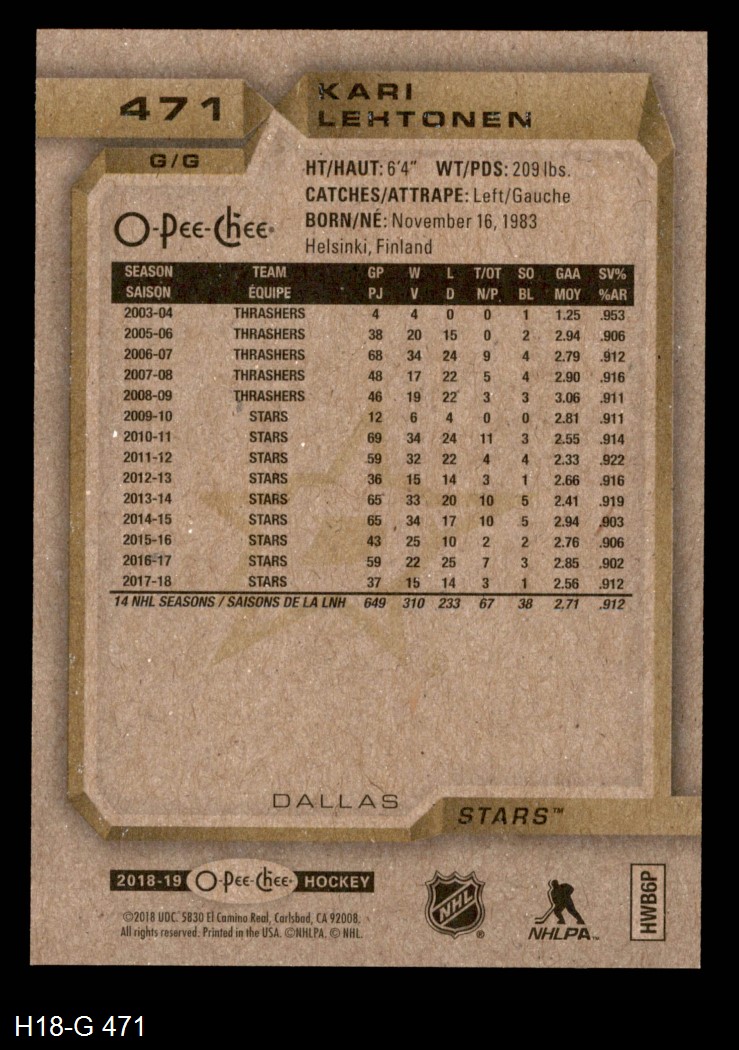 471
KARI
LEHTONEN
G/G
HT/HAUT: 6'4" WT/PDS: 209 lbs.
CATCHES/ATTRAPE: Left/Gauche
BORN/NÉ: November 16, 1983
Helsinki, Finland
O-Pee-Chee®
SEASON TEAM GP W L T/OT SO GAA SV%
SAISON ÉQUIPE PJ V D N/P BL MOY %AR
2003-04 THRASHERS 4 4 0 0 1 1.25 .953
2005-06 THRASHERS 38 20 15 0 2 2.94 .906
2006-07 THRASHERS 68 34 24 9 4 2.79 .912
2007-08 THRASHERS 48 17 22 5 4 2.90 .916
2008-09 THRASHERS 46 19 22 3 3 3.06 .911
2009-10 STARS 12 6 4 0 0 2.81 .911
2010-11 STARS 69 34 24 11 3 2.55 .914
2011-12 STARS 59 32 22 4 4 2.33 .922
2012-13 STARS 36 15 14 3 1 2.66 .916
2013-14 STARS 65 33 20 10 5 2.41 .919
2014-15 STARS 65 34 17 10 5 2.94 .903
2015-16 STARS 43 25 10 2 2 2.76 .906
2016-17 STARS 59 22 25 7 3 2.85 .902
2017-18 STARS 37 15 14 3 1 2.56 .912
14 NHL SEASONS / SAISONS DE LA LNH 649 310 233 67 38 2.71 .912
DALLAS
STARS™
2018-19 O-Pee-Chee® HOCKEY
©2018 UDC. 5830 El Camino Real, Carlsbad, CA 92008.
All rights reserved. Printed in the USA. ©NHLPA. © NHL.
NHL®
NHLPA™
HWB6P
H18-G 471